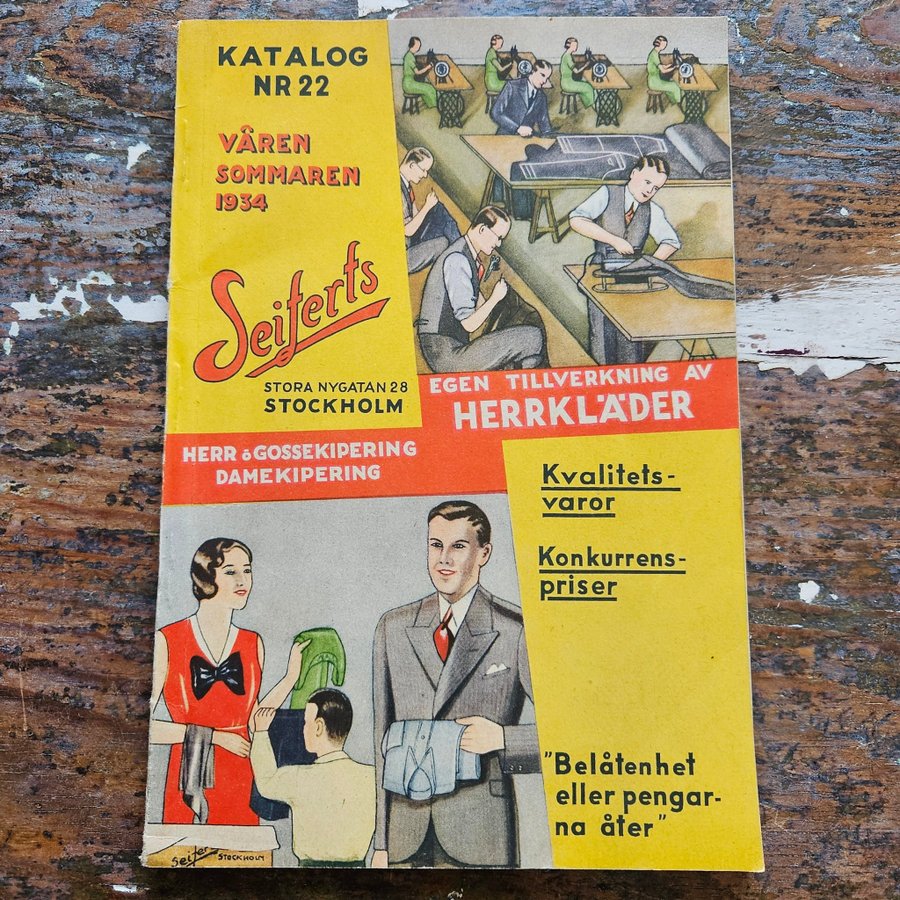 KATALOG
NR 22
VÅREN
SOMMAREN
1934
Seiferts
STORA NYGATAN 28
STOCKHOLM
EGEN TILLVERKNING AV
HERRKLÄDER
HERR o GOSSEKIPERING
DAMEKIPERING
Kvalitets-
varor
Konkurrens-
priser
"Belåtenhet
eller pengar-
na åter"
Seifer
STOCKHOLM